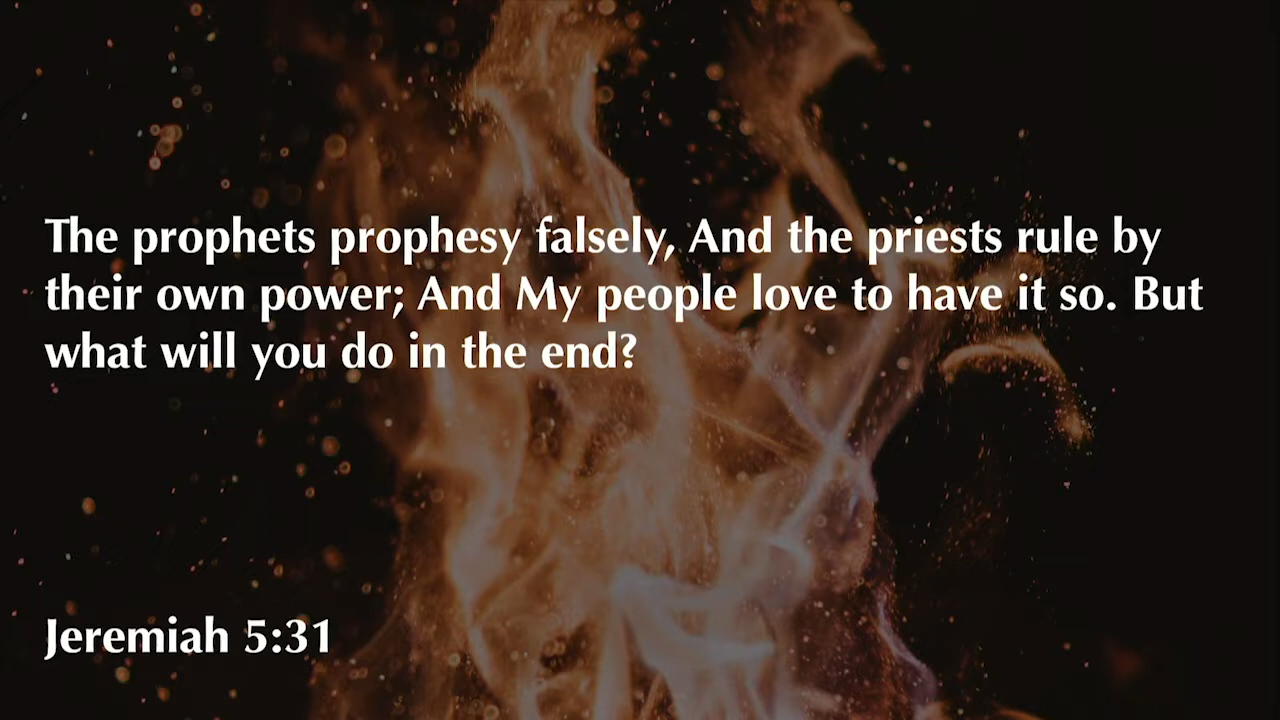 The prophets prophesy falsely, And the priests rule by
their own power; And My people love to have it so. But
what will you do in the end?
Jeremiah 5:31